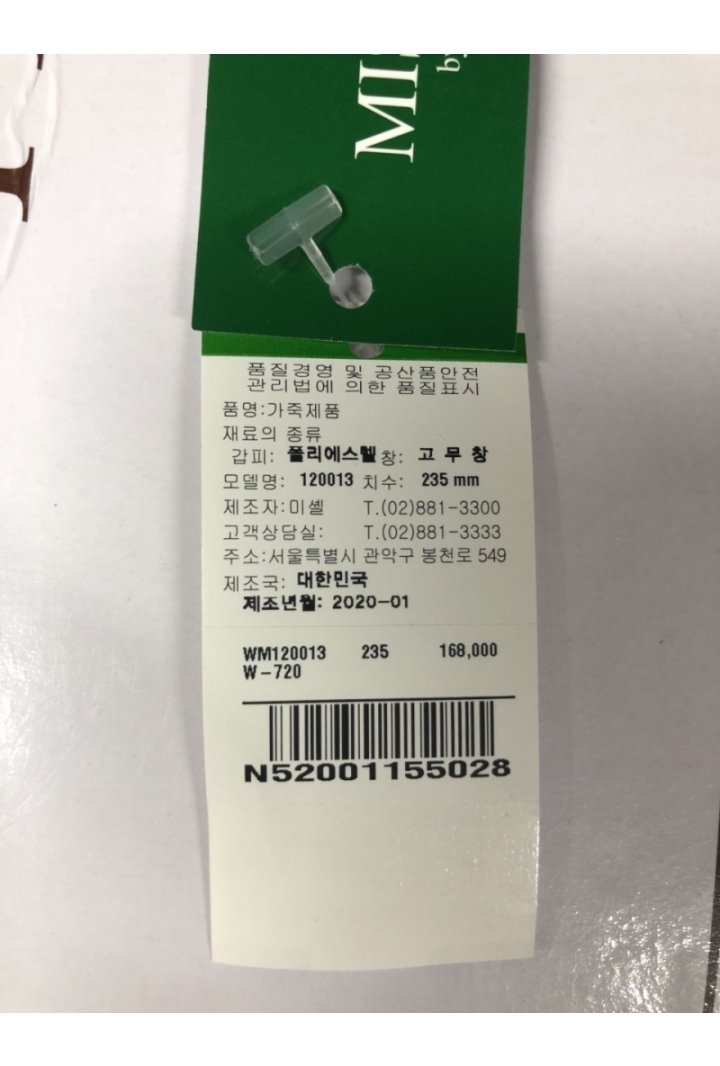 품질경영 및 공산품안전
관리법에 의한 품질표시
품명:가죽제품
재료의 종류
갑피: 폴리에스텔 창: 고 무 창
모델명: 120013 치수: 235 mm
제조자:미셸 T.(02)881-3300
고객상담실: T.(02)881-3333
주소:서울특별시 관악구 봉천로 549
제조국: 대한민국
제조년월: 2020-01
WM120013 235 168,000
W-720
N52001155028